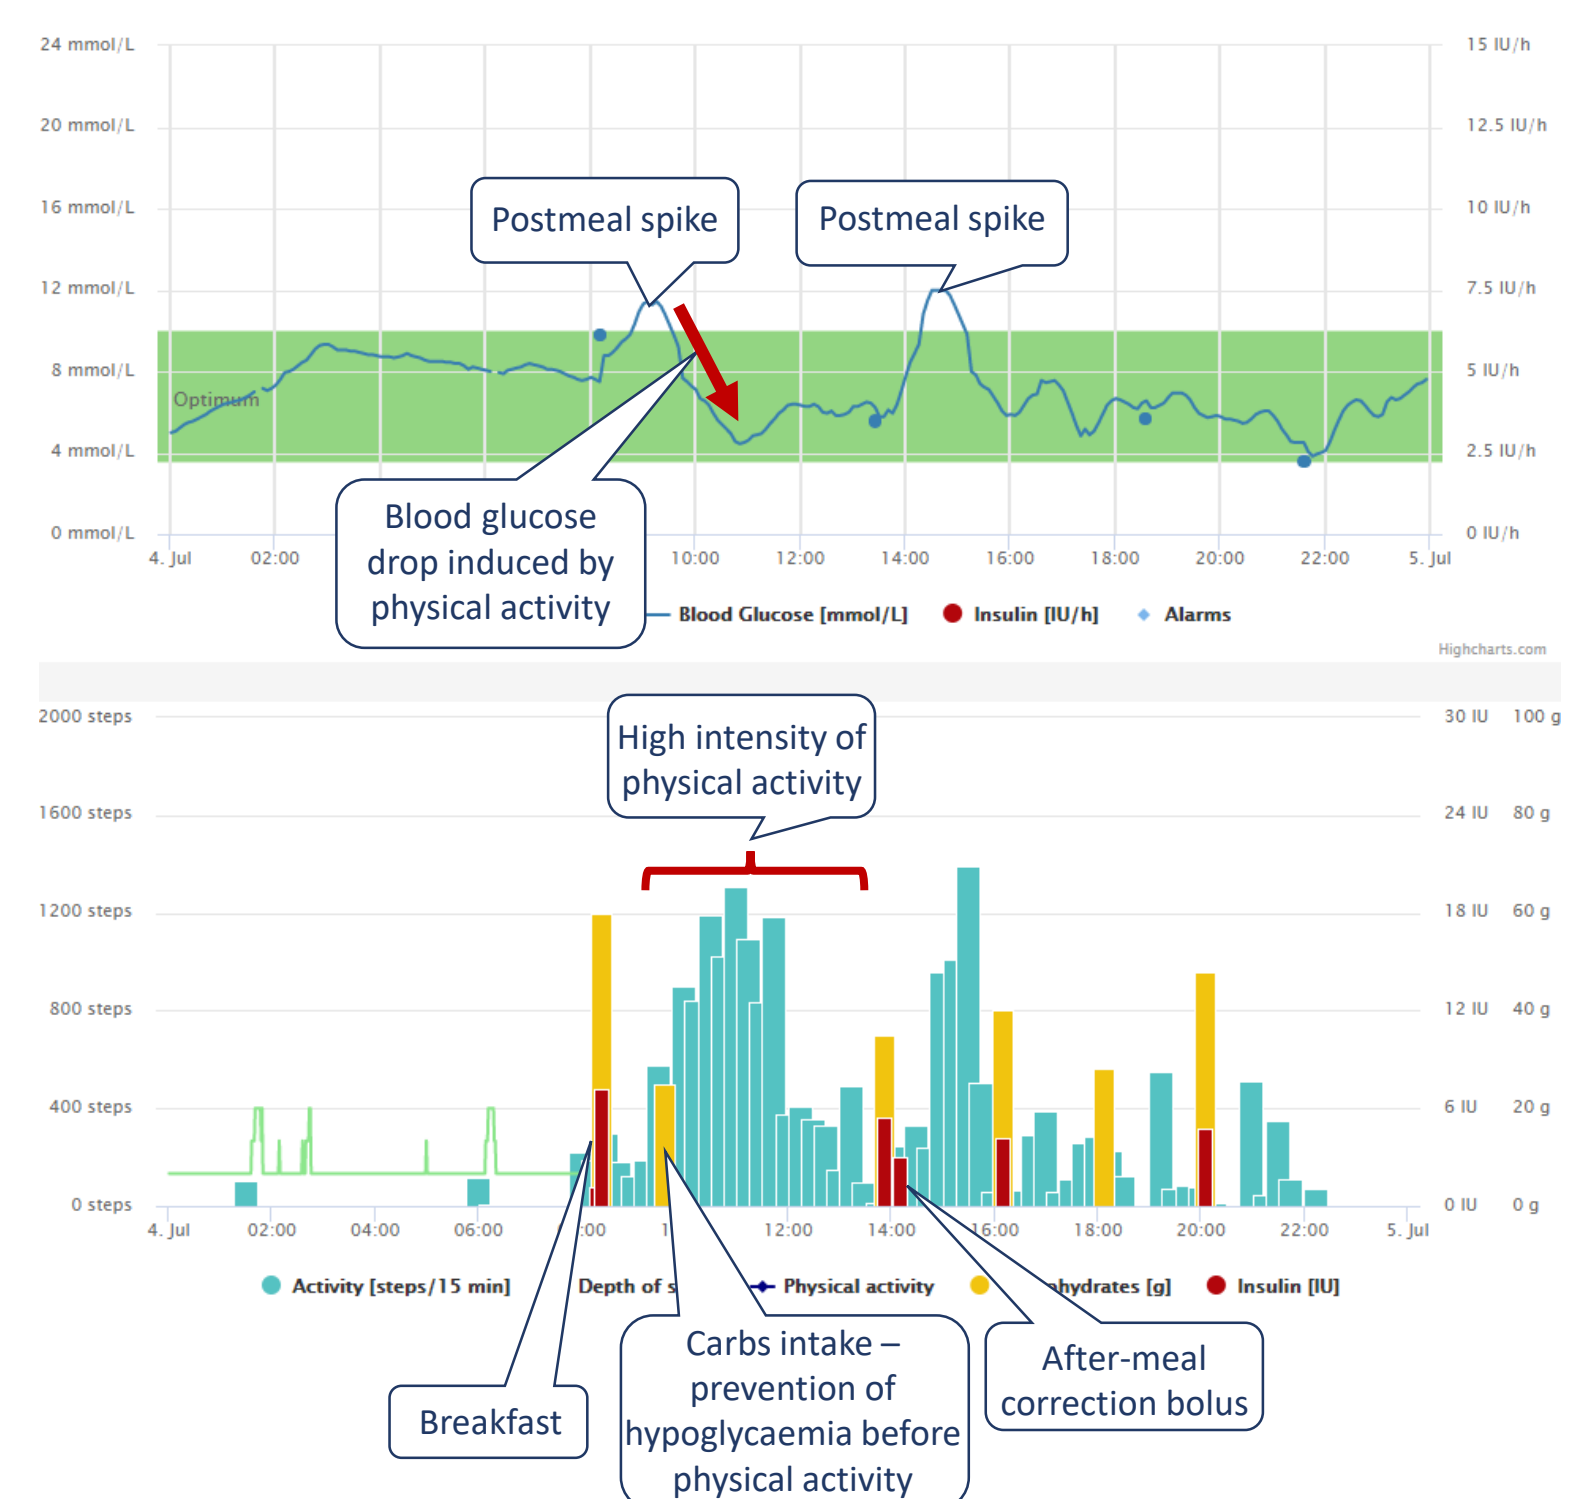 24 mmol/L
15 IU/h
20 mmol/L
12.5 IU/h
16 mmol/L
10 IU/h
Postmeal spike
Postmeal spike
12 mmol/L
7.5 IU/h
8 mmol/L
5 IU/h
Optimum
4 mmol/L
2.5 IU/h
Blood glucose
drop induced by
physical activity
0 mmol/L
0 IU/h
4. Jul 02:00 10:00 12:00 14:00 16:00 18:00 20:00 22:00 5. Jul
Blood Glucose [mmol/L] Insulin [IU/h] Alarms
Highcharts.com
2000 steps
30 IU 100 g
High intensity of
physical activity
1600 steps
24 IU 80 g
1200 steps
18 IU 60 g
800 steps
12 IU 40 g
400 steps
6 IU 20 g
0 steps
0 IU 0 g
4. Jul 02:00 04:00 06:00 12:00 14:00 16:00 18:00 20:00 22:00 5. Jul
Activity [steps/15 min] Depth of s Physical activity hydrates [g] Insulin [IU]
Breakfast
Carbs intake –
prevention of
hypoglycaemia before
physical activity
After-meal
correction bolus